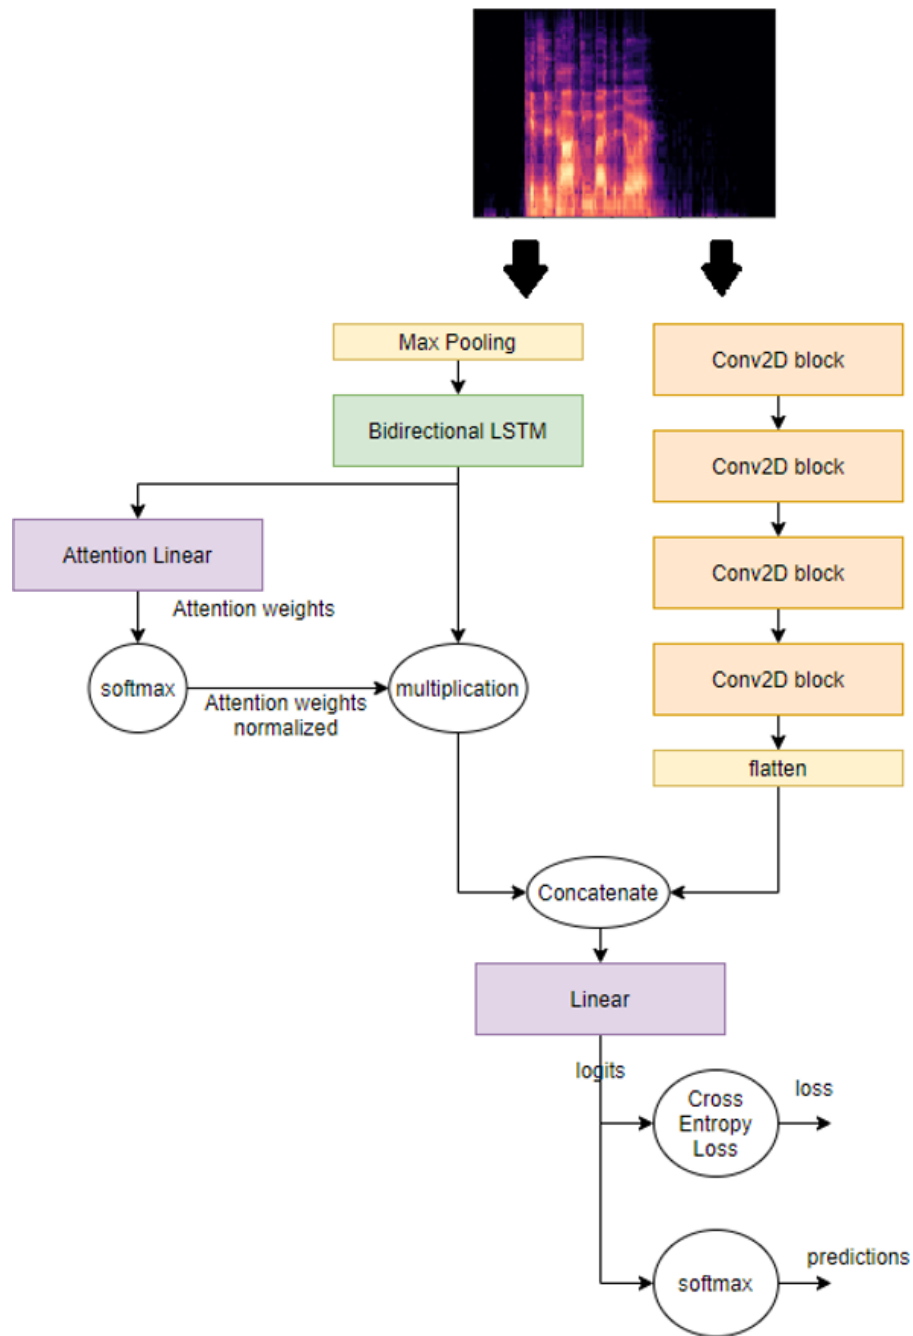 Max Pooling
Conv2D block
Bidirectional LSTM
Conv2D block
Attention Linear
Conv2D block
Attention weights
softmax
Attention weights
normalized
multiplication
Conv2D block
flatten
Concatenate
Linear
logits
Cross
Entropy
Loss
loss
softmax
predictions